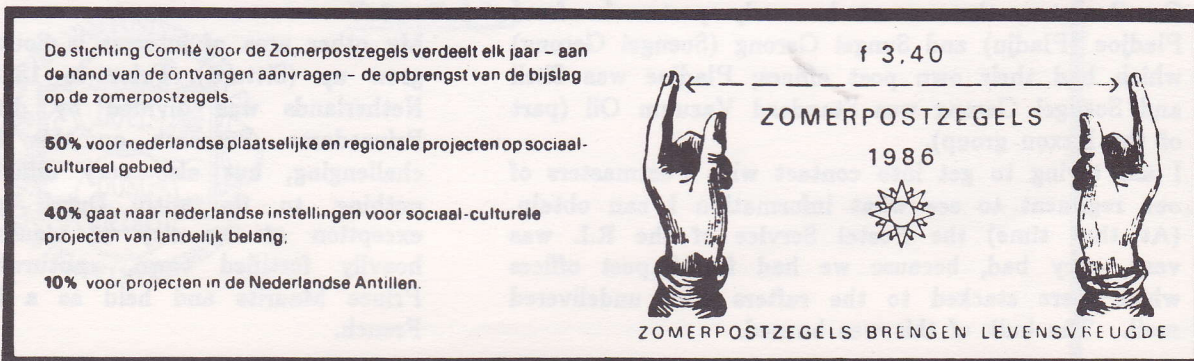 De stichting Comité voor de Zomerpostzegels verdeelt elk jaar – aan
de hand van de ontvangen aanvragen – de opbrengst van de bijslag
op de zomerpostzegels.
50% voor nederlandse plaatselijke en regionale projecten op sociaal-
cultureel gebied.
40% gaat naar nederlandse instellingen voor sociaal-culturele
projecten van landelijk belang;
10% voor projecten in de Nederlandse Antillen.
f 3.40
ZOMERPOSTZEGELS
1986
ZOMERPOSTZEGELS BRENGEN LEVENSVREUGDE